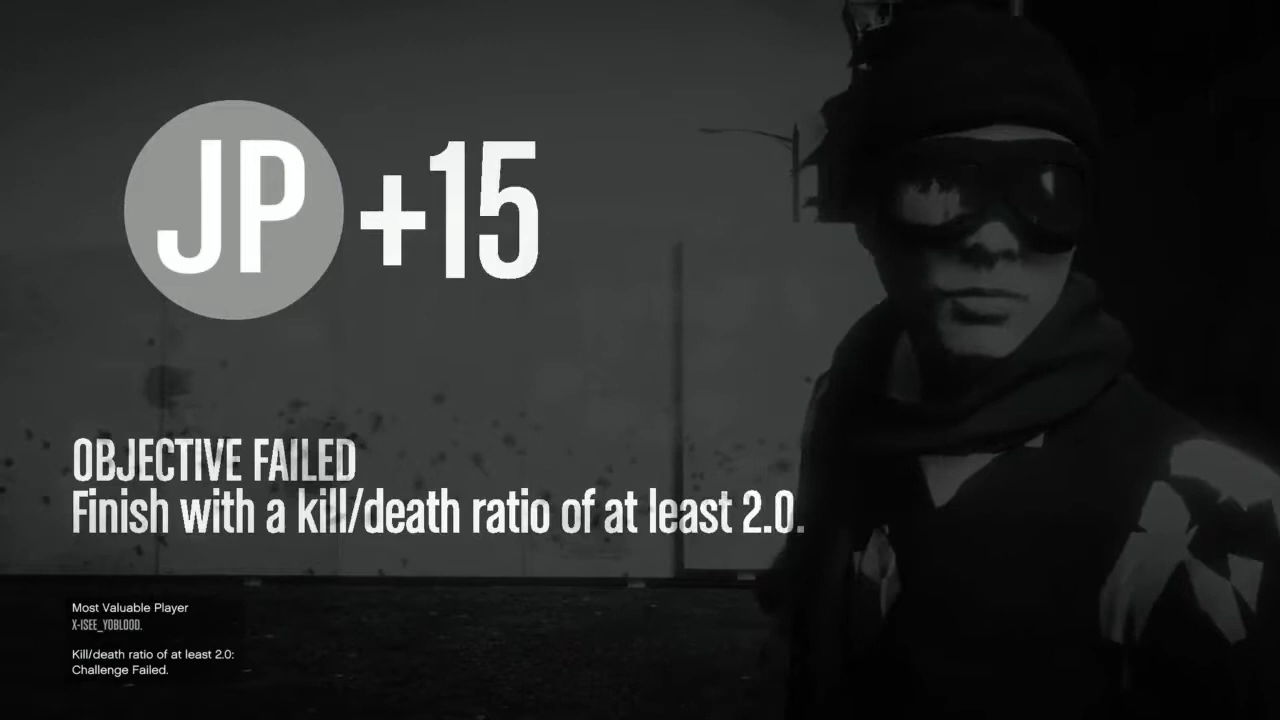 JP +15
OBJECTIVE FAILED
Finish with a kill/death ratio of at least 2.0.
Most Valuable Player
X-ISEE_YOBLOOD.
Kill/death ratio of at least 2.0:
Challenge Failed.